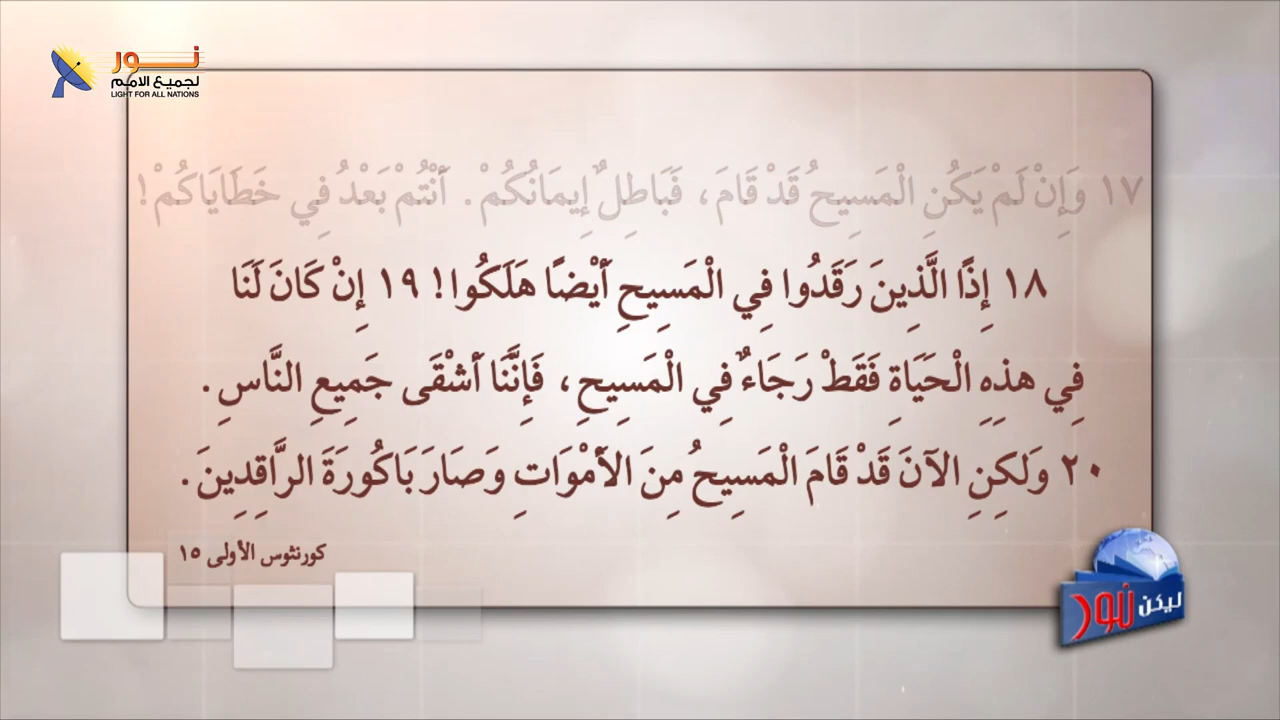 نور
لجميع الامم
LIGHT FOR ALL NATIONS
١٧ وَإِنْ لَمْ يَكُنِ الْمَسِيحُ قَدْ قَامَ، فَبَاطِلٌ إِيمَانُكُمْ. أَنْتُمْ بَعْدُ فِي خَطَايَاكُمْ!
١٨ إِذًا الَّذِينَ رَقَدُوا فِي الْمَسِيحِ أَيْضًا هَلَكُوا! ١٩ إِنْ كَانَ لَنَا
فِي هذِهِ الْحَيَاةِ فَقَطْ رَجَاءٌ فِي الْمَسِيحِ، فَإِنَّنَا أَشْقَى جَمِيعِ النَّاسِ.
٢٠ وَلكِنِ الآنَ قَدْ قَامَ الْمَسِيحُ مِنَ الأَمْوَاتِ وَصَارَ بَاكُورَةَ الرَّاقِدِينَ.
كورنثوس الأولى ١٥
ليكن نور